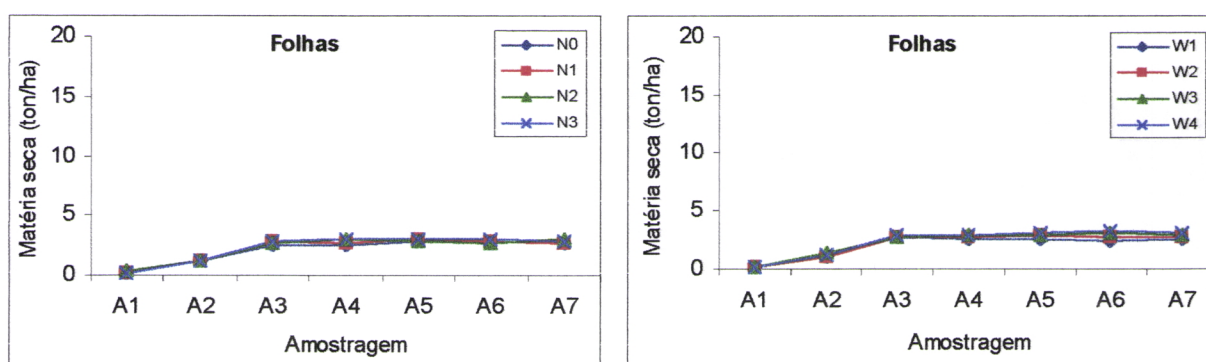 Folhas
Matéria seca (ton/ha)
20
15
10
5
0
N0
N1
N2
N3
A1 A2 A3 A4 A5 A6 A7
Amostragem
Folhas
Matéria seca (ton/ha)
20
15
10
5
0
W1
W2
W3
W4
A1 A2 A3 A4 A5 A6 A7
Amostragem